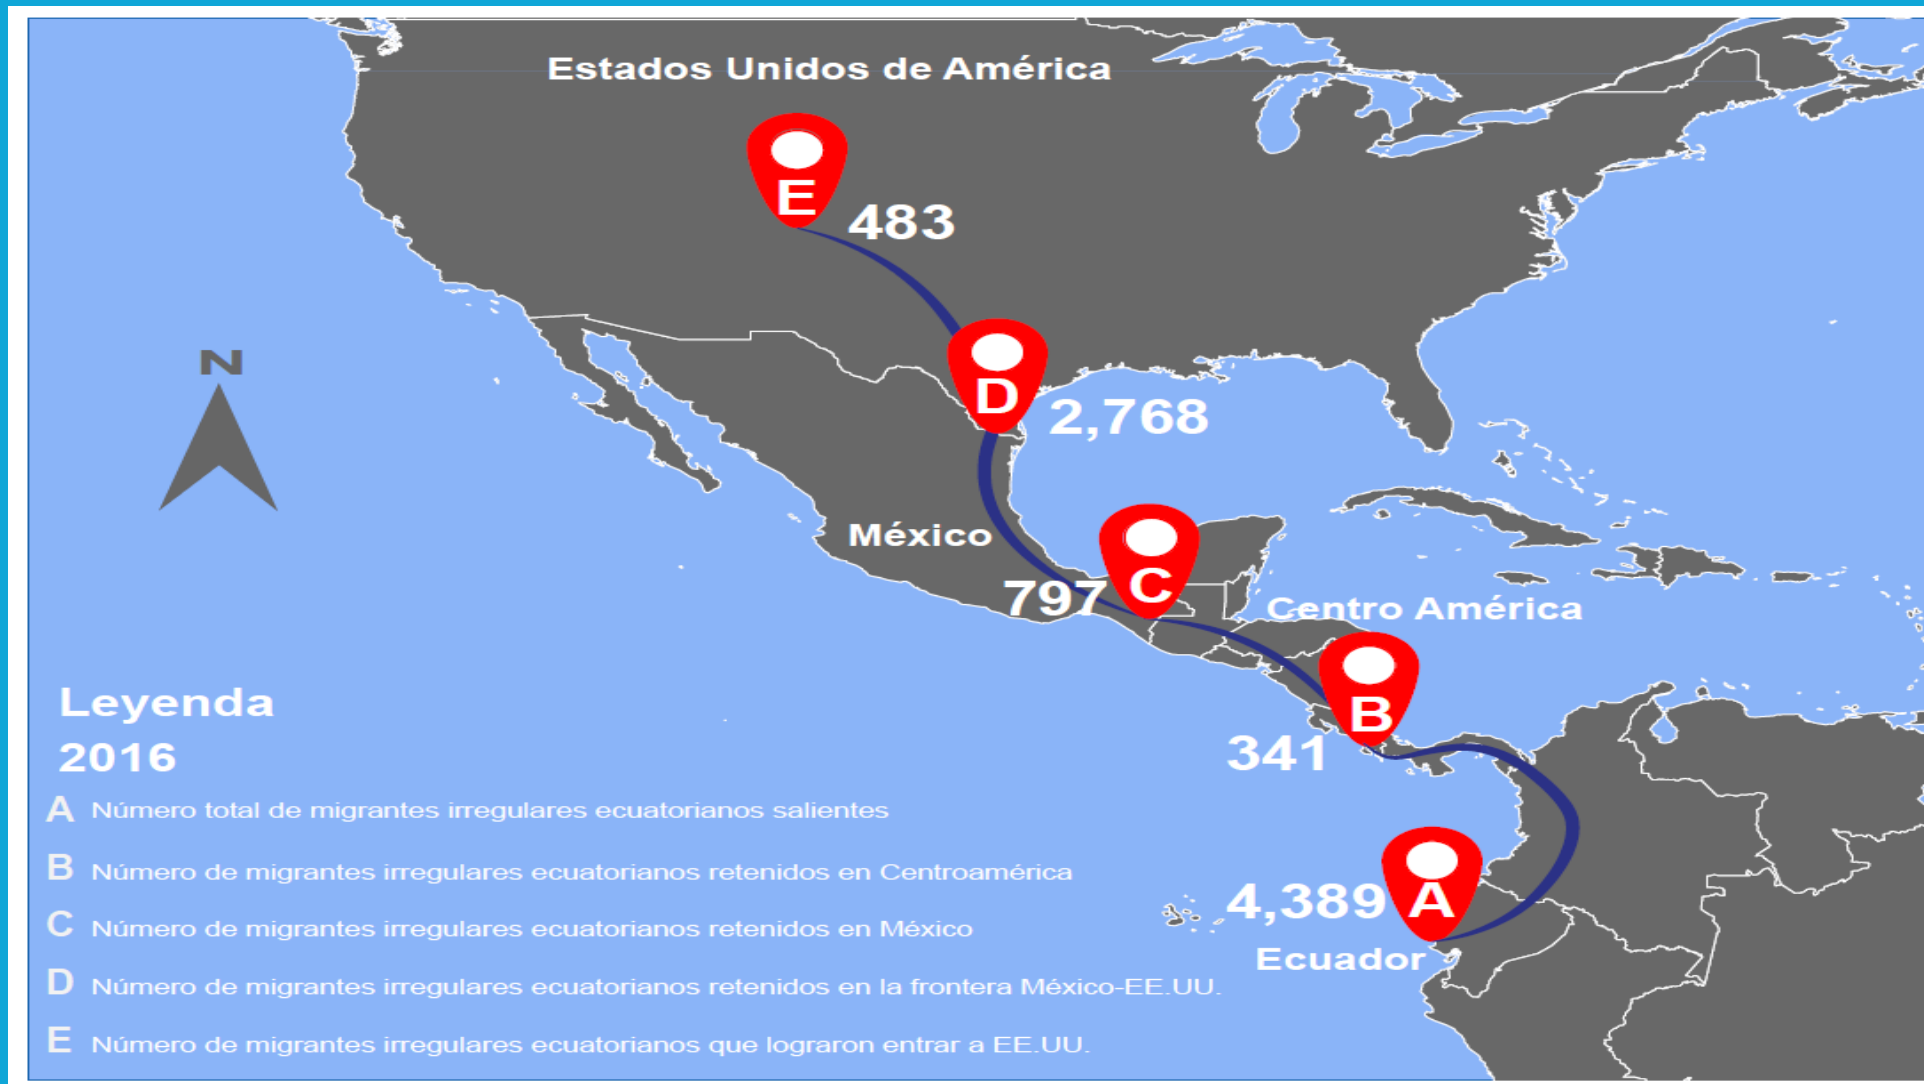 Estados Unidos de América
E
483
N
D
2,768
México
C
797
Centro América
B
341
A
4,389
Ecuador
Leyenda
2016
A Número total de migrantes irregulares ecuatorianos salientes
B Número de migrantes irregulares ecuatorianos retenidos en Centroamérica
C Número de migrantes irregulares ecuatorianos retenidos en México
D Número de migrantes irregulares ecuatorianos retenidos en la frontera México-EE.UU.
E Número de migrantes irregulares ecuatorianos que lograron entrar a EE.UU.